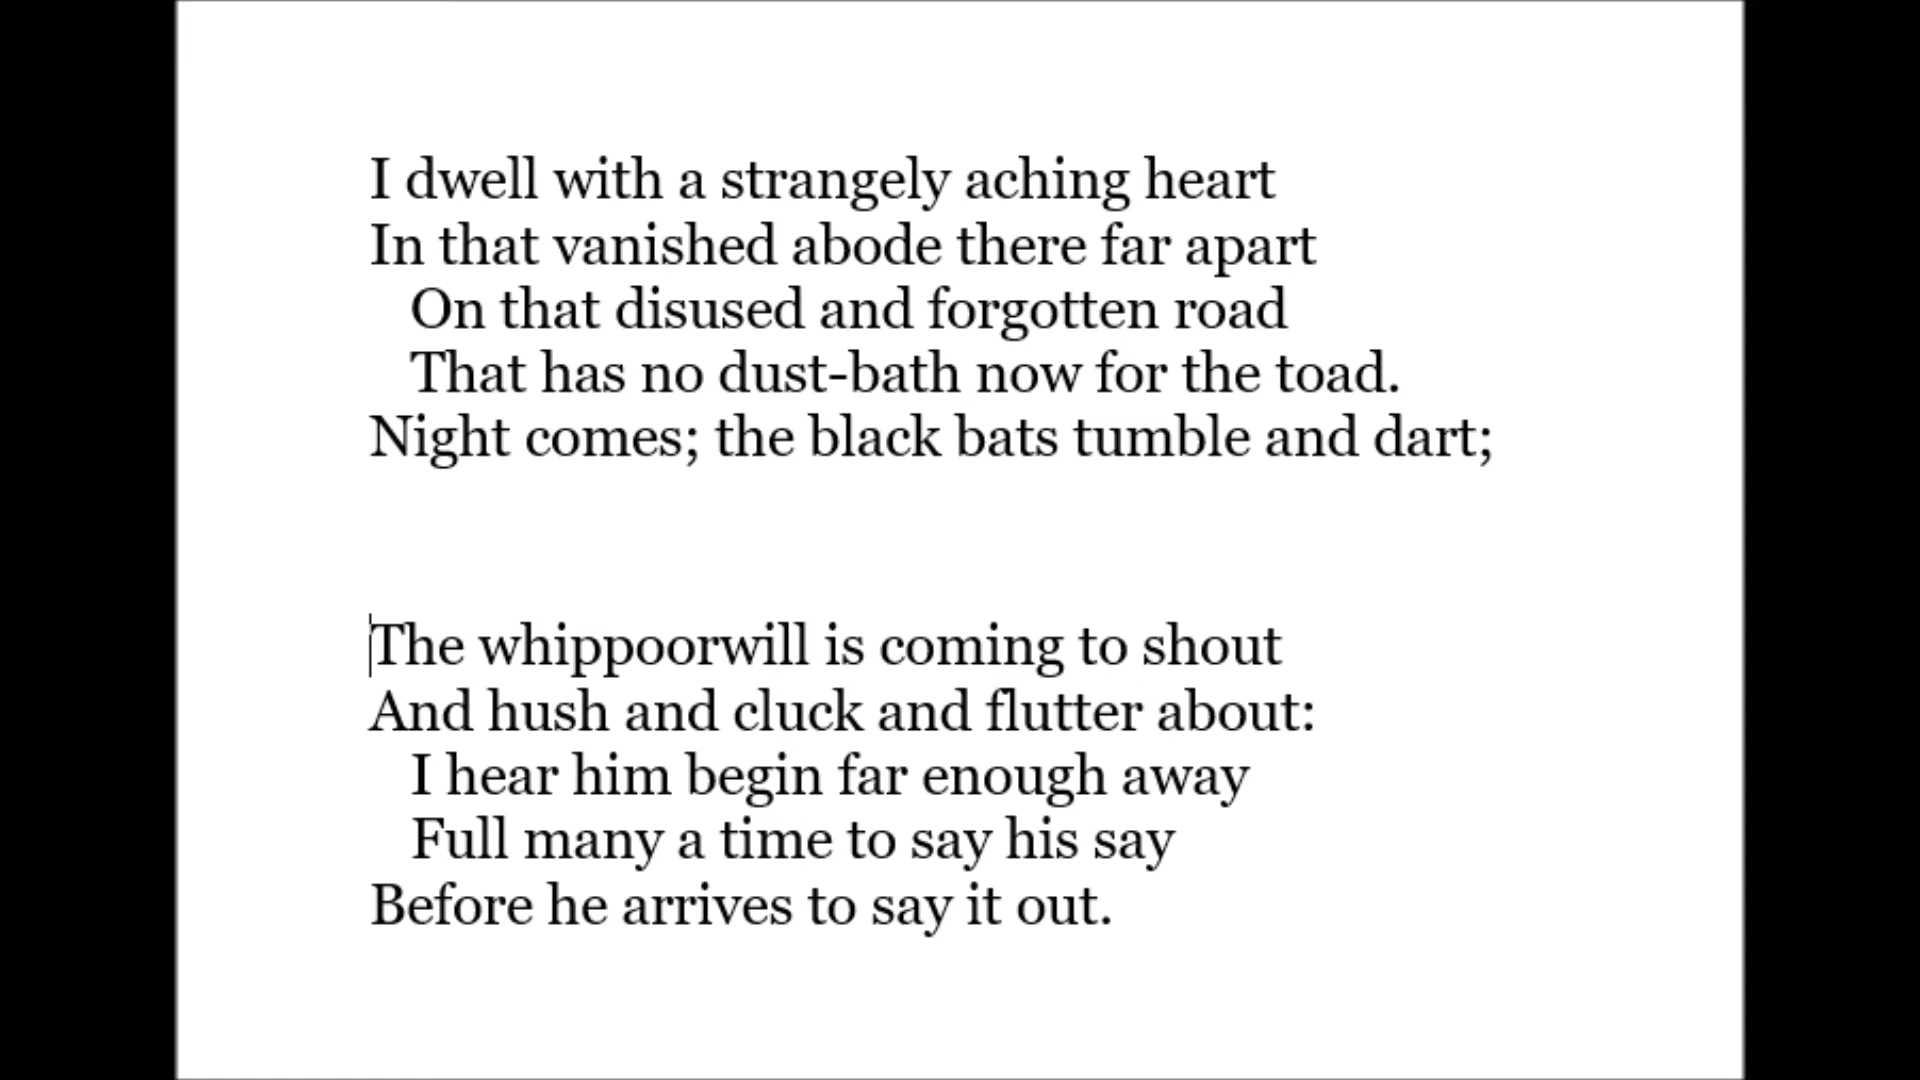 I dwell with a strangely aching heart
In that vanished abode there far apart
On that disused and forgotten road
That has no dust-bath now for the toad.
Night comes; the black bats tumble and dart;
The whippoorwill is coming to shout
And hush and cluck and flutter about:
I hear him begin far enough away
Full many a time to say his say
Before he arrives to say it out.